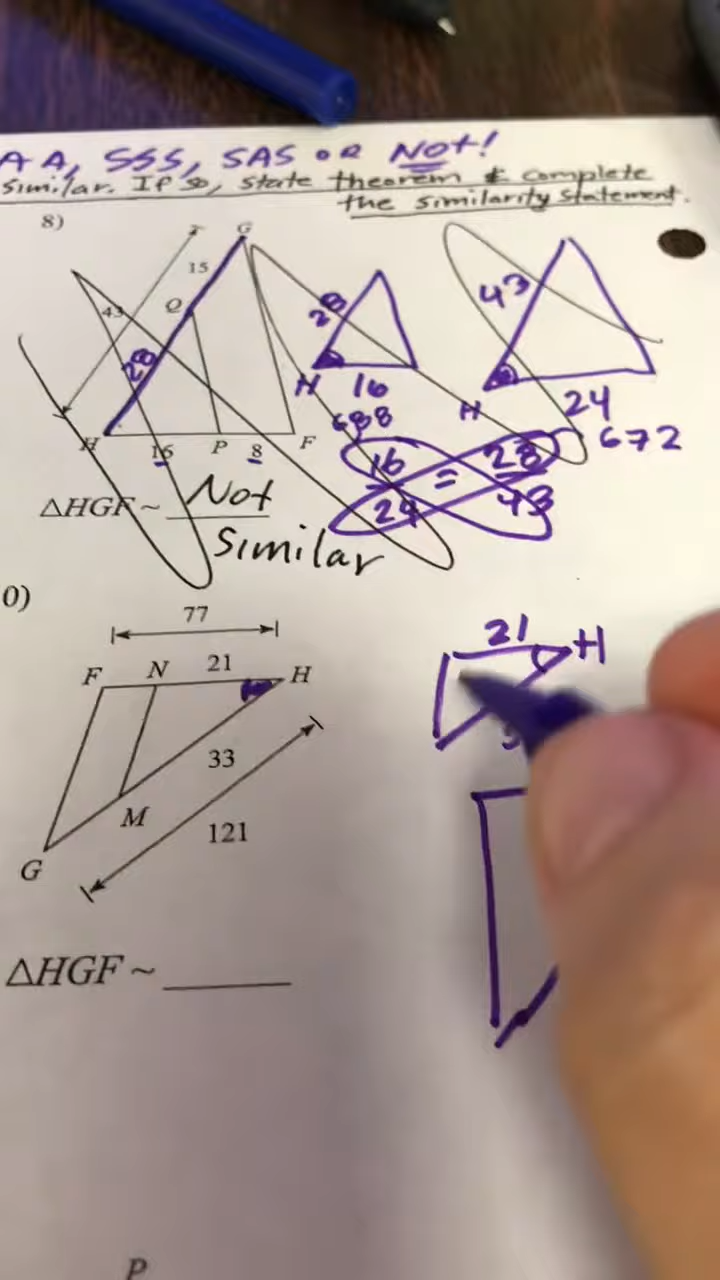 AA, SSS, SAS OR Not!
similar. If so, state theorem & complete
the similarity statement.
8)
G
15
Q
43
28
H
16
P
8
F
28
H
16
43
H
24
688
672
16/24 = 28/43
△HGF ~ Not
Similar
0)
77
F
N
21
H
33
M
121
G
21
H
△HGF ~ ______
P